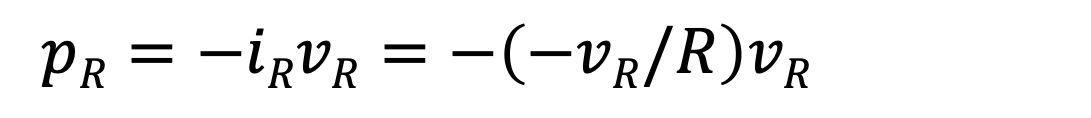 p_R = −i_R v_R = −(−v_R/R)v_R